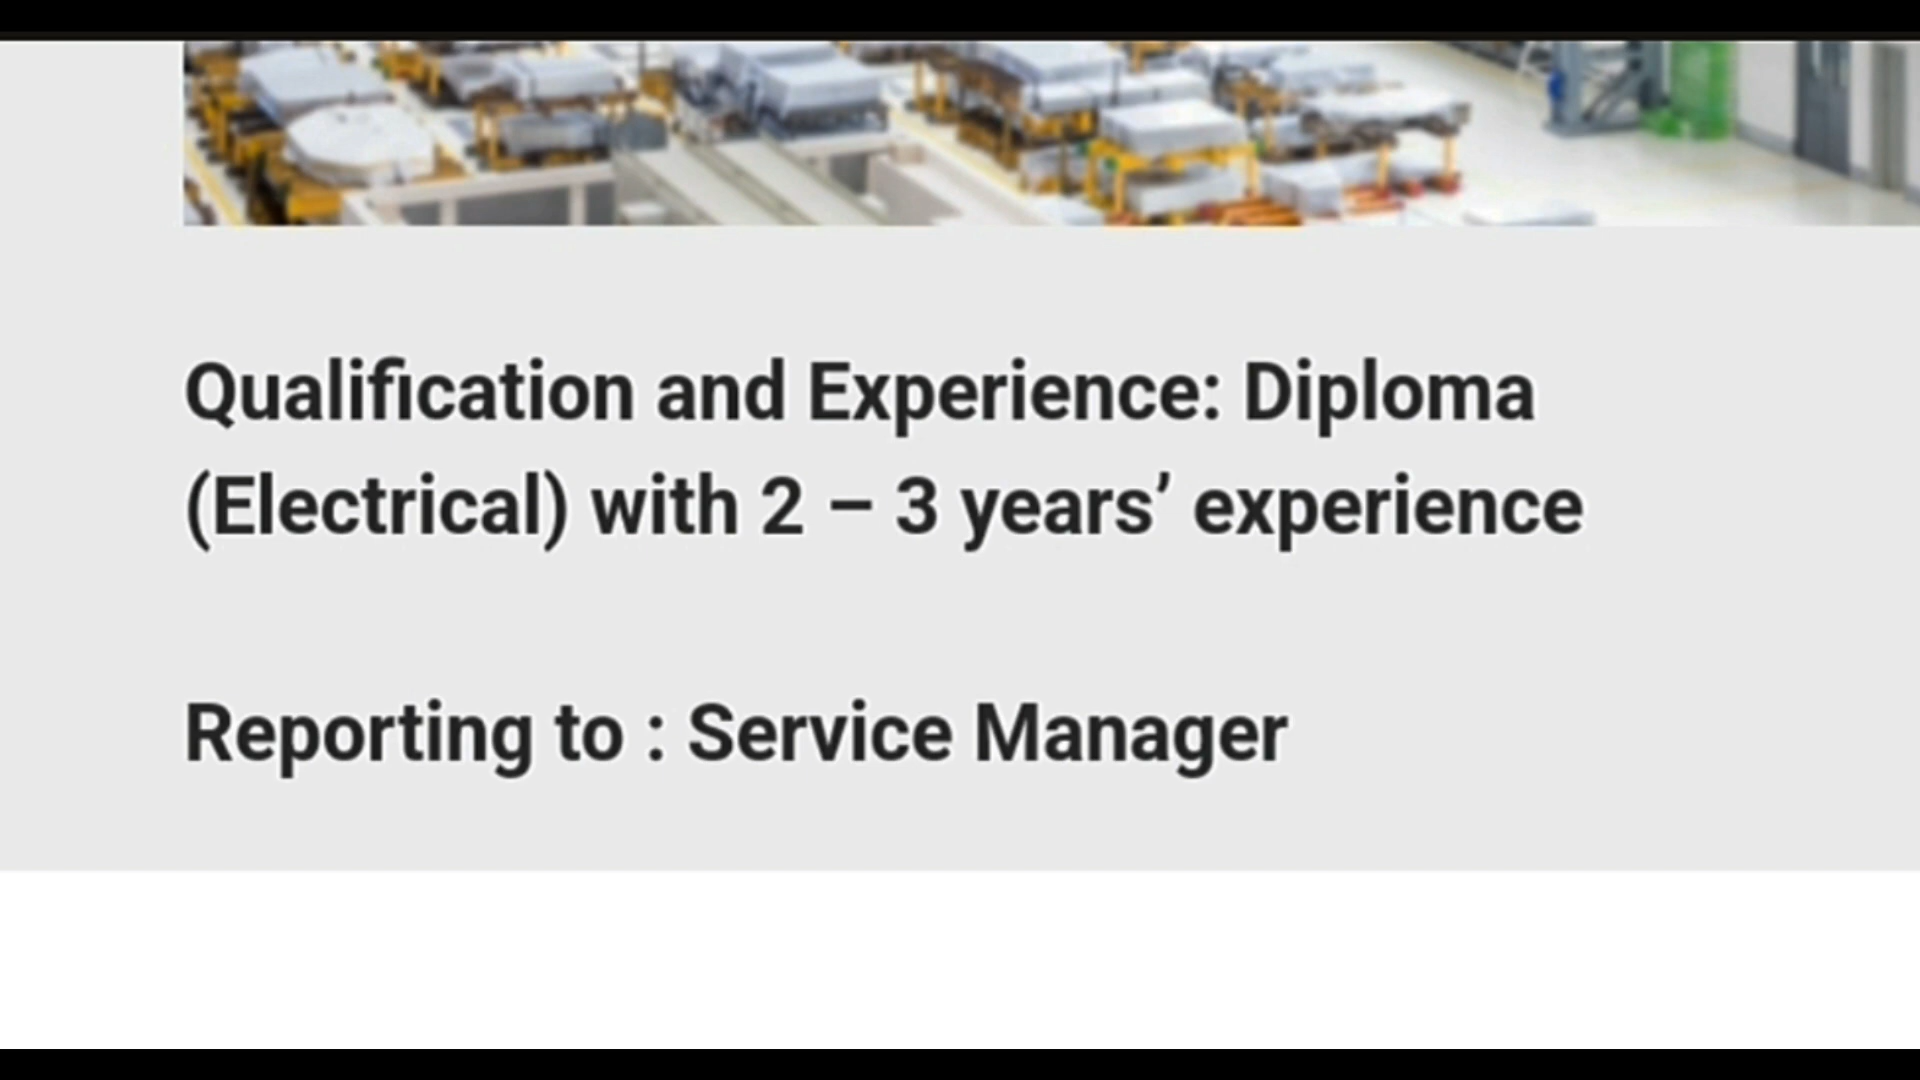 Qualification and Experience: Diploma
(Electrical) with 2 – 3 years’ experience
Reporting to : Service Manager